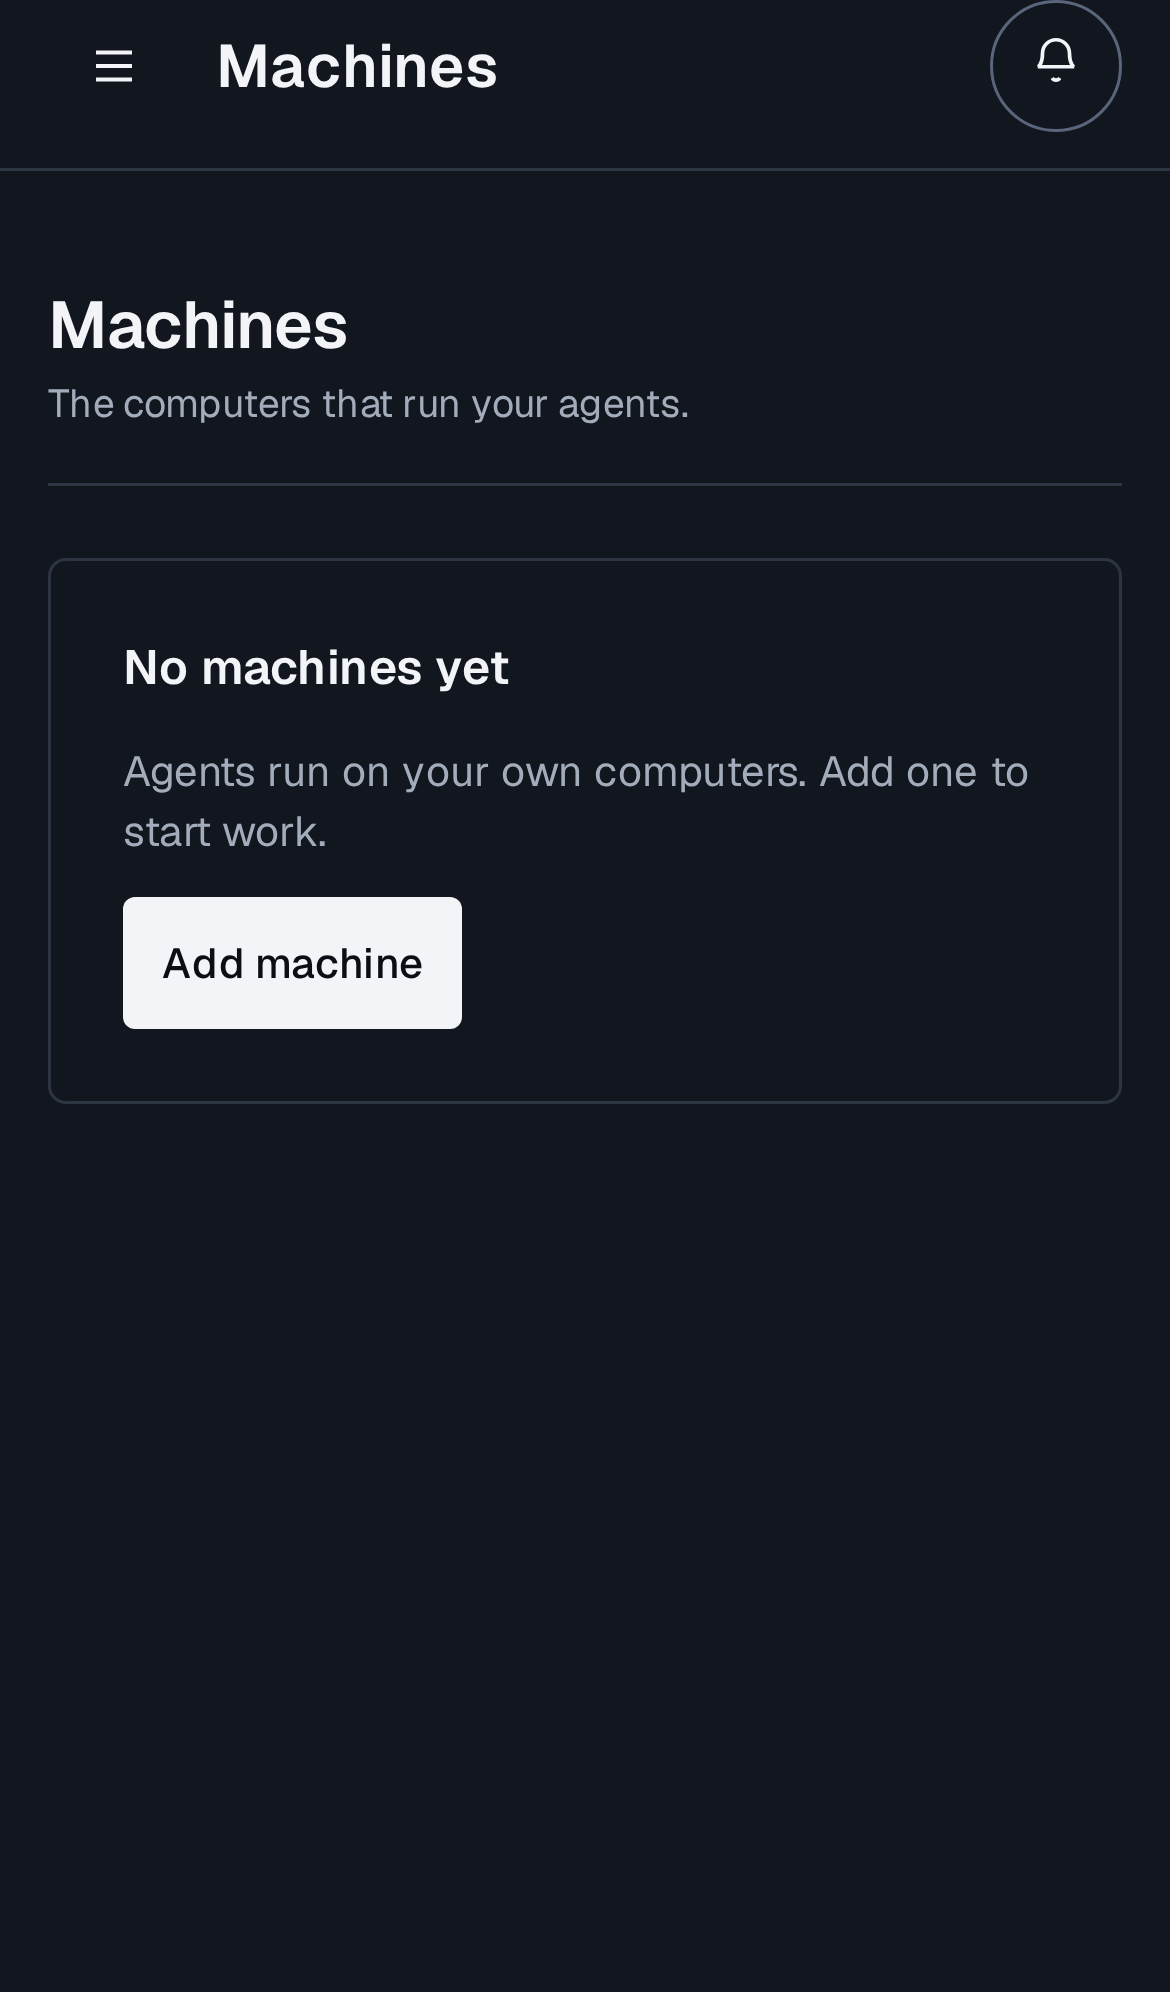 Machines
Machines
The computers that run your agents.
No machines yet
Agents run on your own computers. Add one to
start work.
Add machine